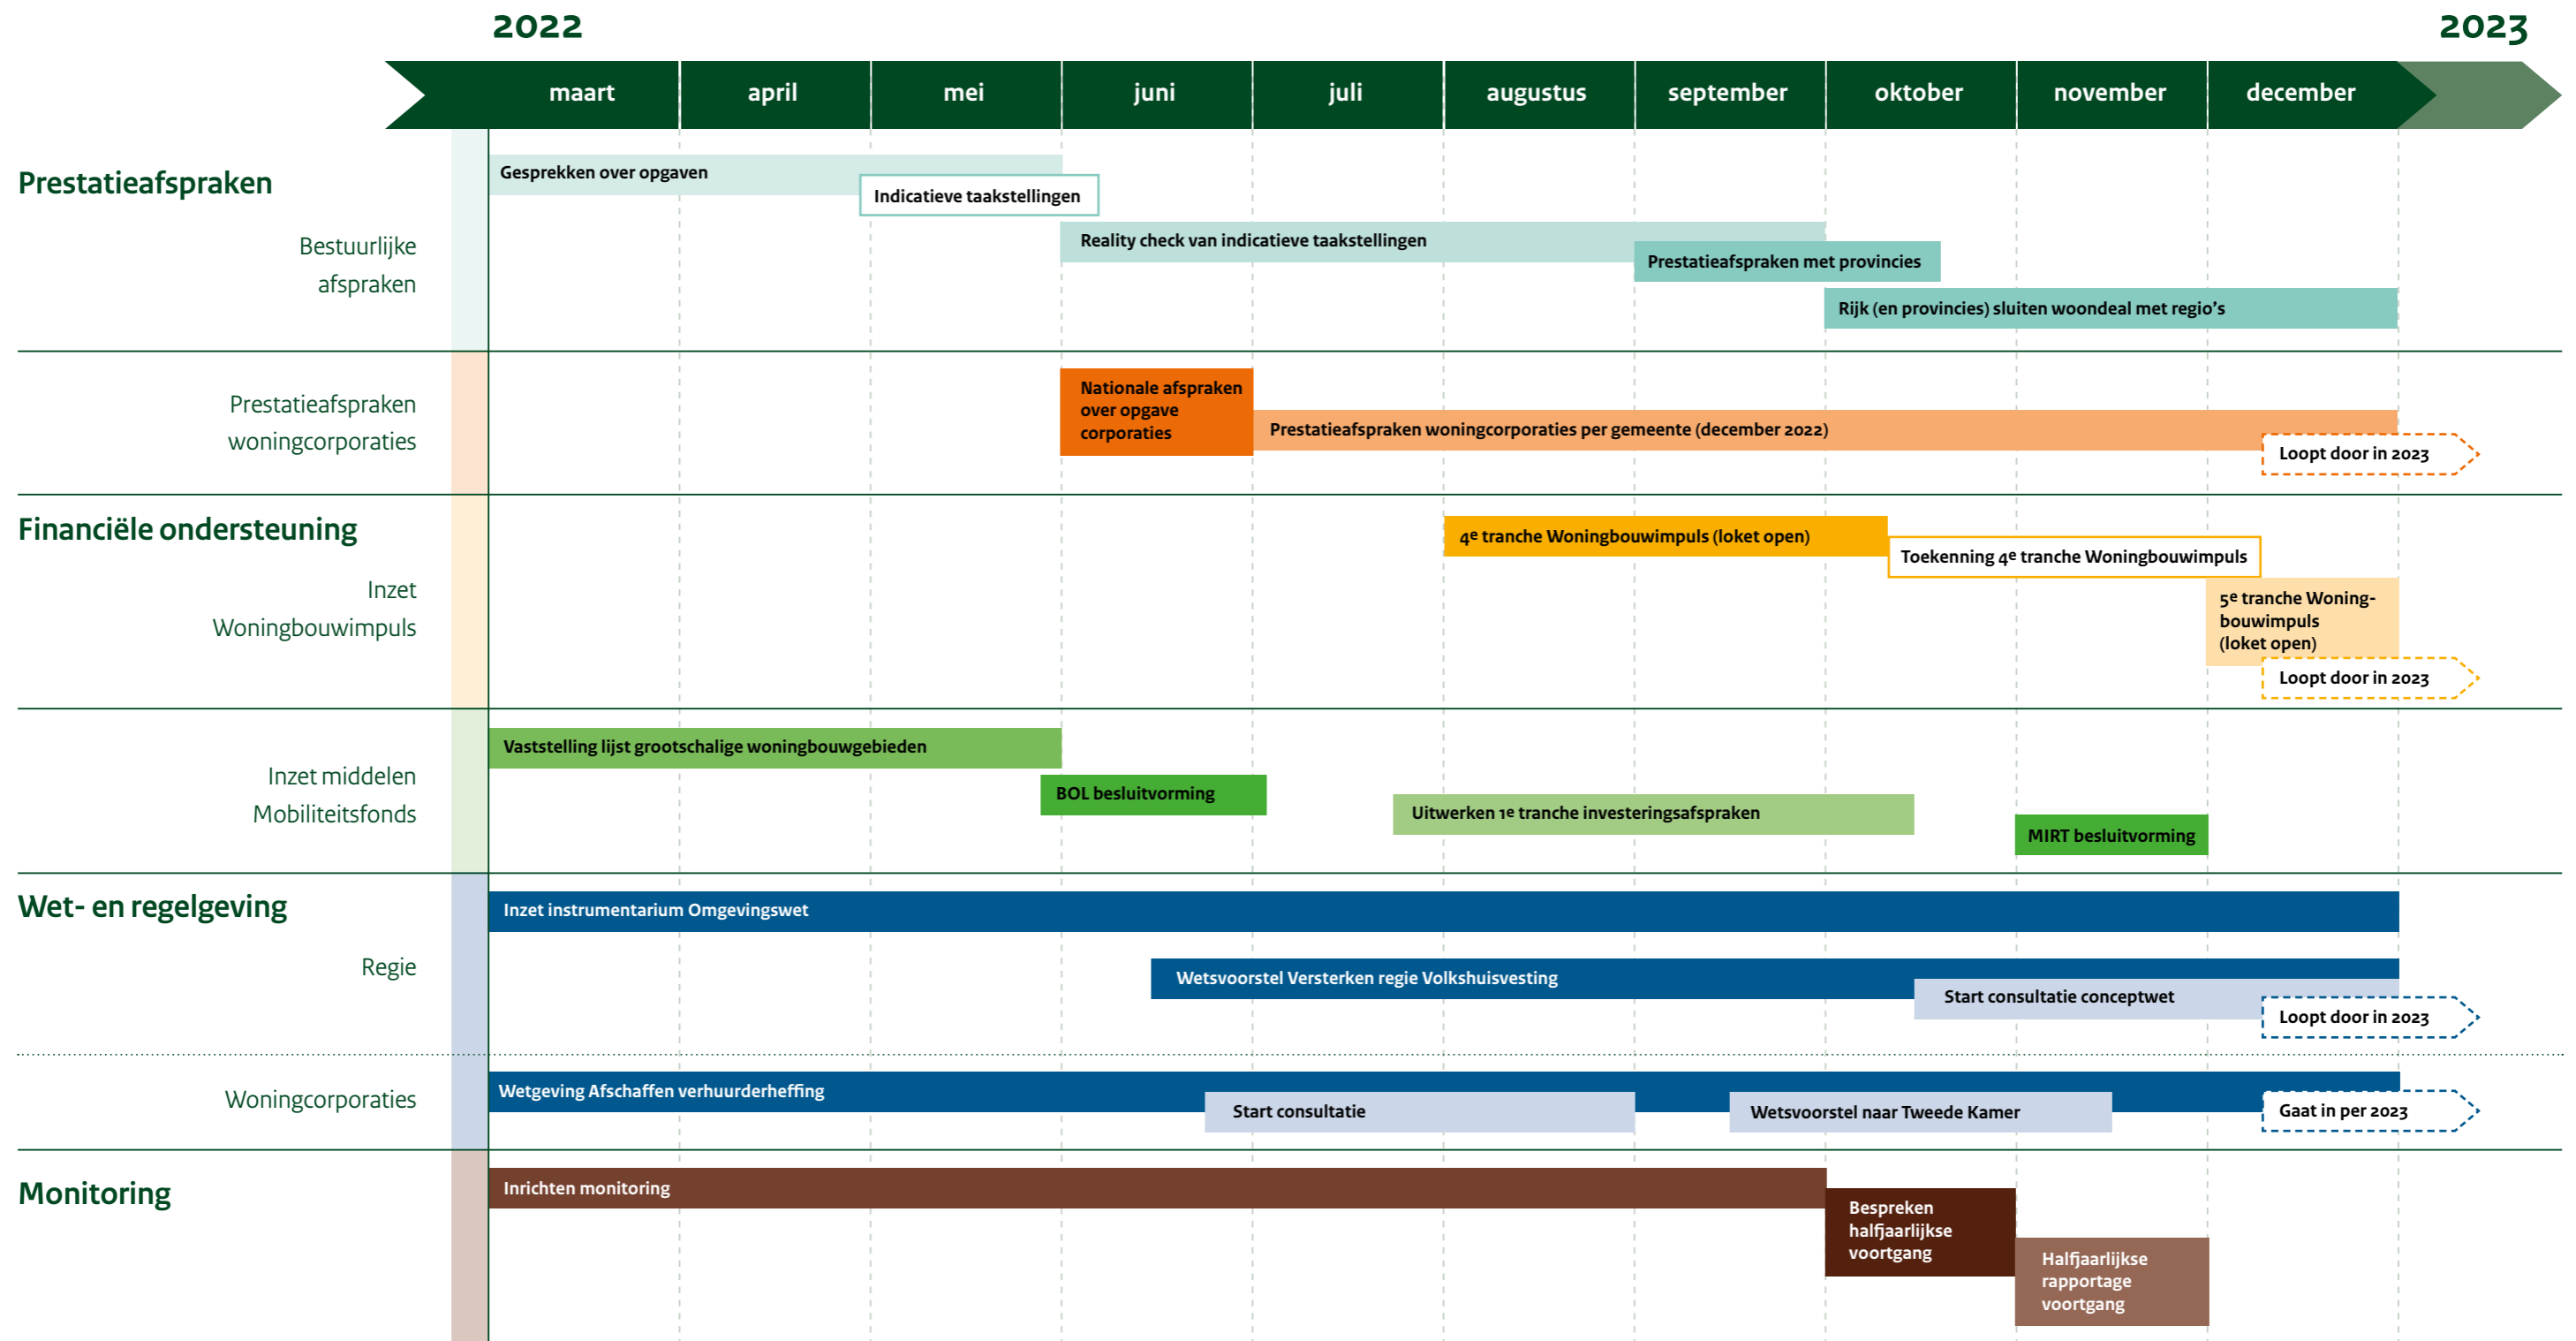 2022
2023
maart
april
mei
juni
juli
augustus
september
oktober
november
december
Prestatieafspraken
Bestuurlijke
afspraken
Gesprekken over opgaven
Indicatieve taakstellingen
Reality check van indicatieve taakstellingen
Prestatieafspraken met provincies
Rijk (en provincies) sluiten woondeal met regio’s
Prestatieafspraken
woningcorporaties
Nationale afspraken
over opgave
corporaties
Prestatieafspraken woningcorporaties per gemeente (december 2022)
Loopt door in 2023
Financiële ondersteuning
Inzet
Woningbouwimpuls
4e tranche Woningbouwimpuls (loket open)
Toekenning 4e tranche Woningbouwimpuls
5e tranche Woning-
bouwimpuls
(loket open)
Loopt door in 2023
Inzet middelen
Mobiliteitsfonds
Vaststelling lijst grootschalige woningbouwgebieden
BOL besluitvorming
Uitwerken 1e tranche investeringsafspraken
MIRT besluitvorming
Wet- en regelgeving
Regie
Inzet instrumentarium Omgevingswet
Wetsvoorstel Versterken regie Volkshuisvesting
Start consultatie conceptwet
Loopt door in 2023
Woningcorporaties
Wetgeving Afschaffen verhuurderheffing
Start consultatie
Wetsvoorstel naar Tweede Kamer
Gaat in per 2023
Monitoring
Inrichten monitoring
Bespreken
halfjaarlijkse
voortgang
Halfjaarlijkse
rapportage
voortgang